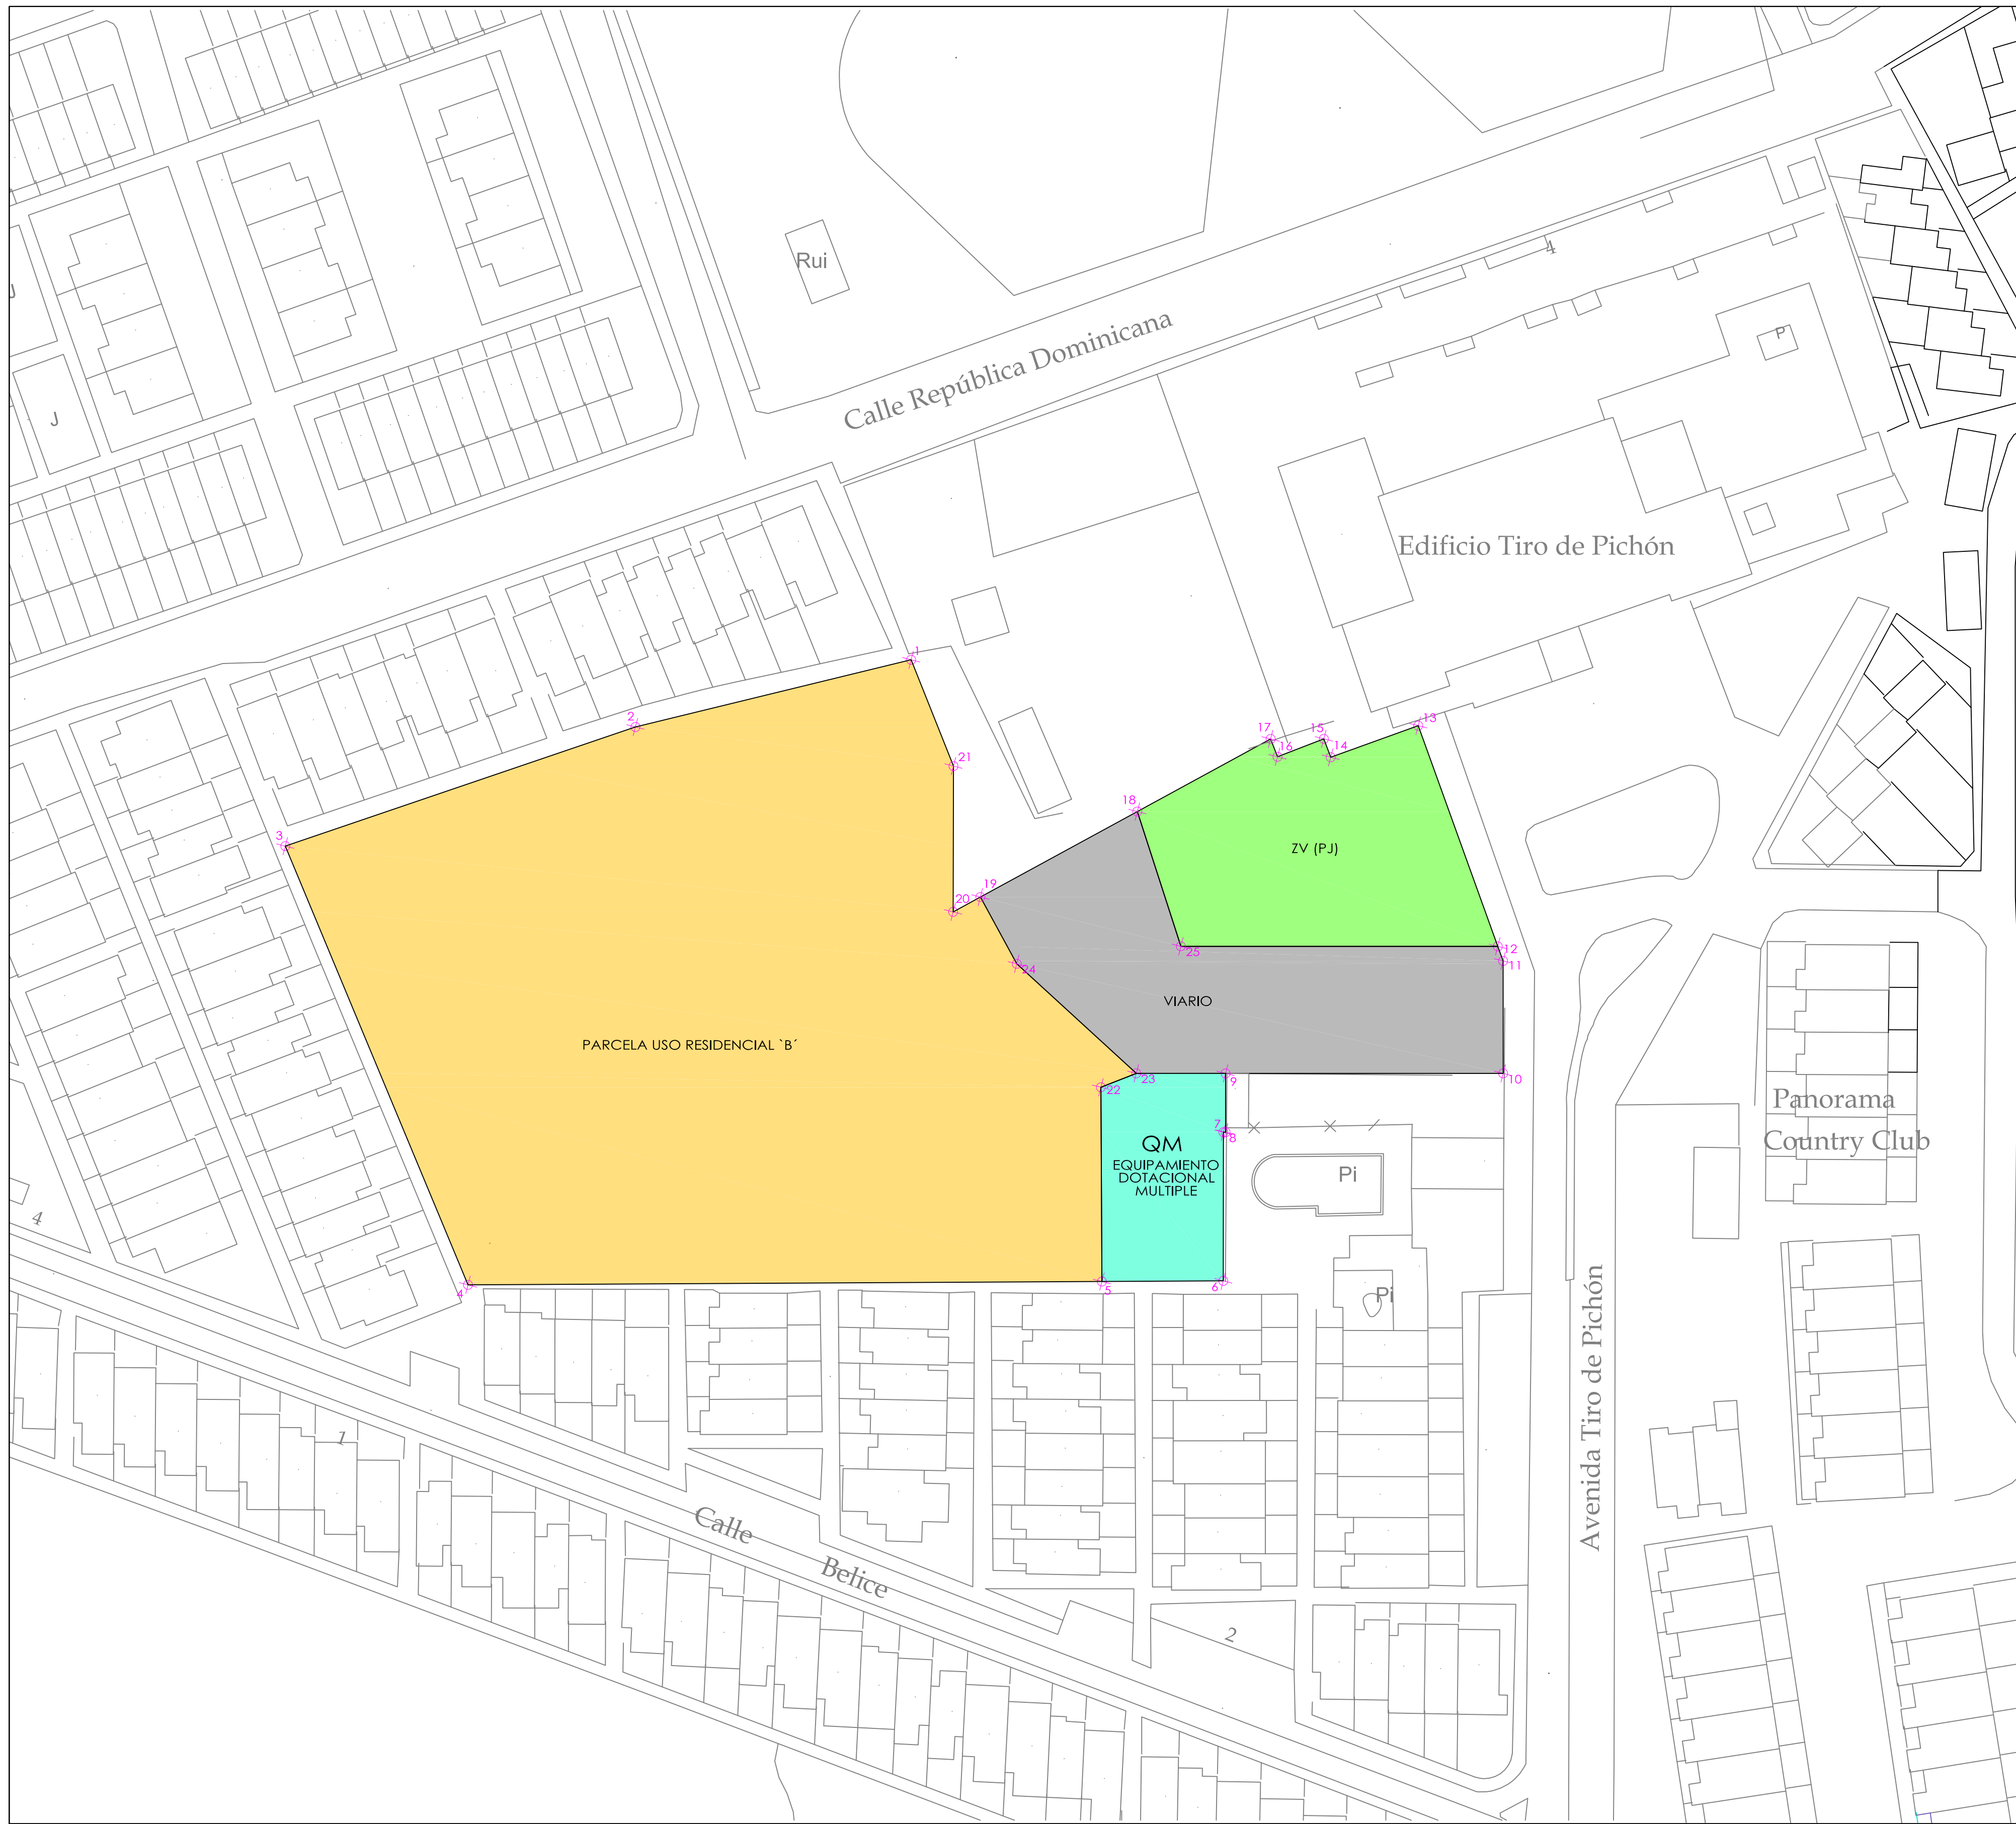 Rui
4
Calle República Dominicana
P
J
J
Edificio Tiro de Pichón
1
2
17
15
13
16
14
21
18
3
ZV (PJ)
19
20
12
25
11
24
VIARIO
PARCELA USO RESIDENCIAL `B´
23
9
10
22
Panorama
Country Club
7
8
QM
EQUIPAMIENTO
DOTACIONAL
MULTIPLE
Pi
4
4
5
6
Pi
Avenida Tiro de Pichón
1
Calle
Belice
2